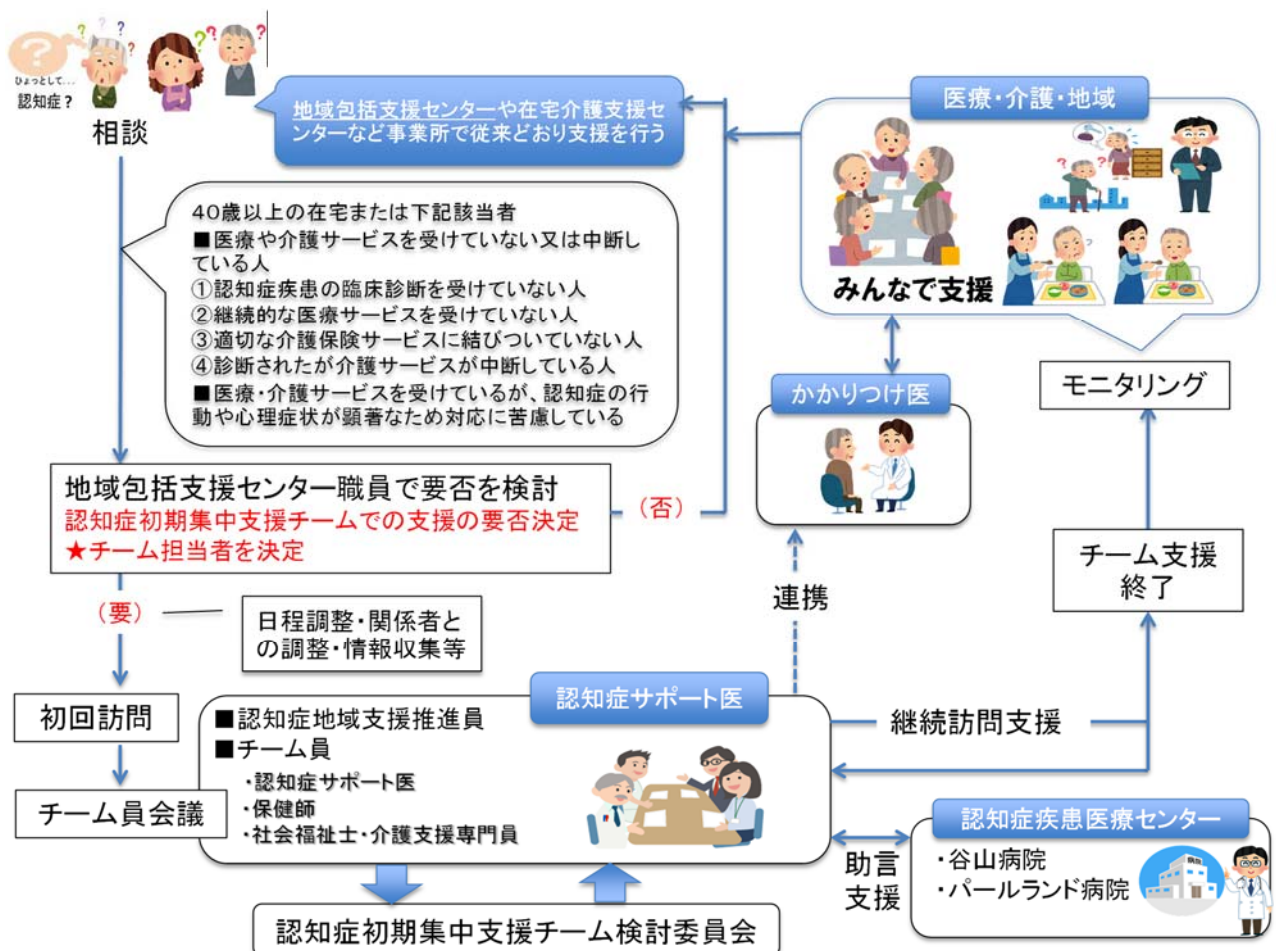 ひょっとして…
認知症？
相談
地域包括支援センターや在宅介護支援セ
ンターなど事業所で従来どおり支援を行う
医療・介護・地域
みんなで支援
40歳以上の在宅または下記該当者
■医療や介護サービスを受けていない又は中断し
ている人
①認知症疾患の臨床診断を受けていない人
②継続的な医療サービスを受けていない人
③適切な介護保険サービスに結びついていない人
④診断されたが介護サービスが中断している人
■医療・介護サービスを受けているが、認知症の行
動や心理症状が顕著なため対応に苦慮している
かかりつけ医
モニタリング
地域包括支援センター職員で要否を検討
認知症初期集中支援チームでの支援の要否決定
★チーム担当者を決定
（否）
チーム支援
終了
（要）
日程調整・関係者と
の調整・情報収集等
連携
初回訪問
チーム員会議
認知症サポート医
■認知症地域支援推進員
■チーム員
・認知症サポート医
・保健師
・社会福祉士・介護支援専門員
継続訪問支援
助言
支援
認知症疾患医療センター
・谷山病院
・パールランド病院
病院
認知症初期集中支援チーム検討委員会